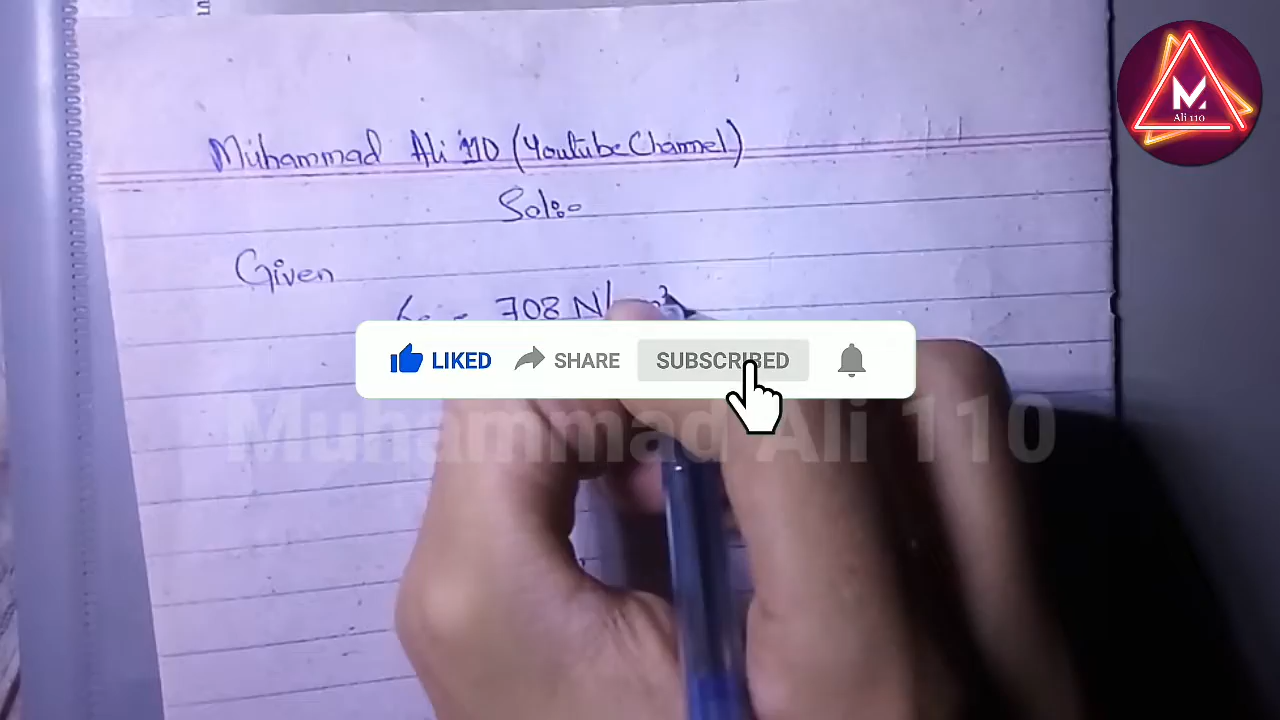 Muhammad Ali 110 (Youtube Channel)
M
Ali 110
Sol:-
Given
= 708 N/
LIKED SHARE SUBSCRIBED
Muhammad Ali 110